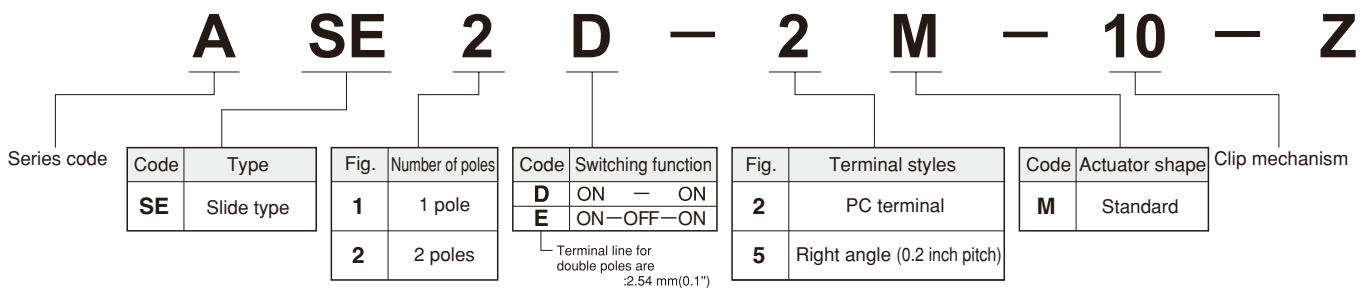 A SE 2 D — 2 M — 10 — Z
Series code
Code Type
SE Slide type
Fig. Number of poles
1 1 pole
2 2 poles
Code Switching function
D ON — ON
E ON—OFF—ON
Terminal line for
double poles are
:2.54 mm(0.1")
Fig. Terminal styles
2 PC terminal
5 Right angle (0.2 inch pitch)
Code Actuator shape
M Standard
Clip mechanism